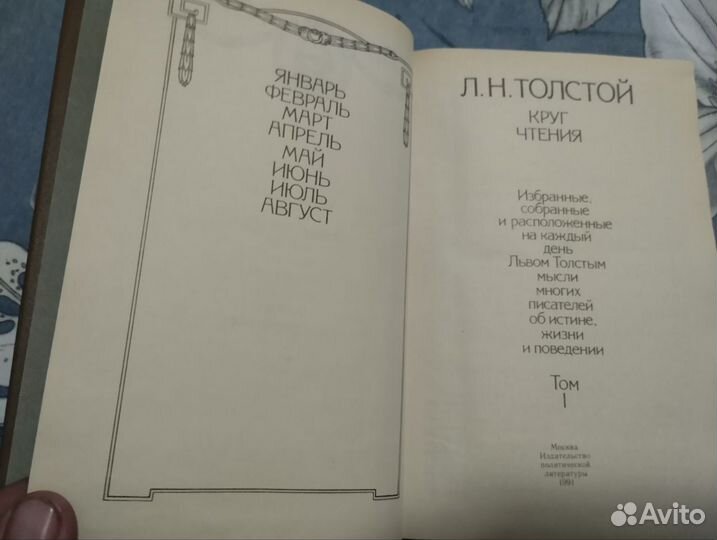 ЯНВАРЬ
ФЕВРАЛЬ
МАРТ
АПРЕЛЬ
МАЙ
ИЮНЬ
ИЮЛЬ
АВГУСТ
Л.Н.ТОЛСТОЙ
КРУГ
ЧТЕНИЯ
Избранные,
собранные
и расположенные
на каждый
день
Львом Толстым
мысли
многих
писателей
об истине,
жизни
и поведении
Том
I
Москва
Издательство
политической
литературы
1991
Avito